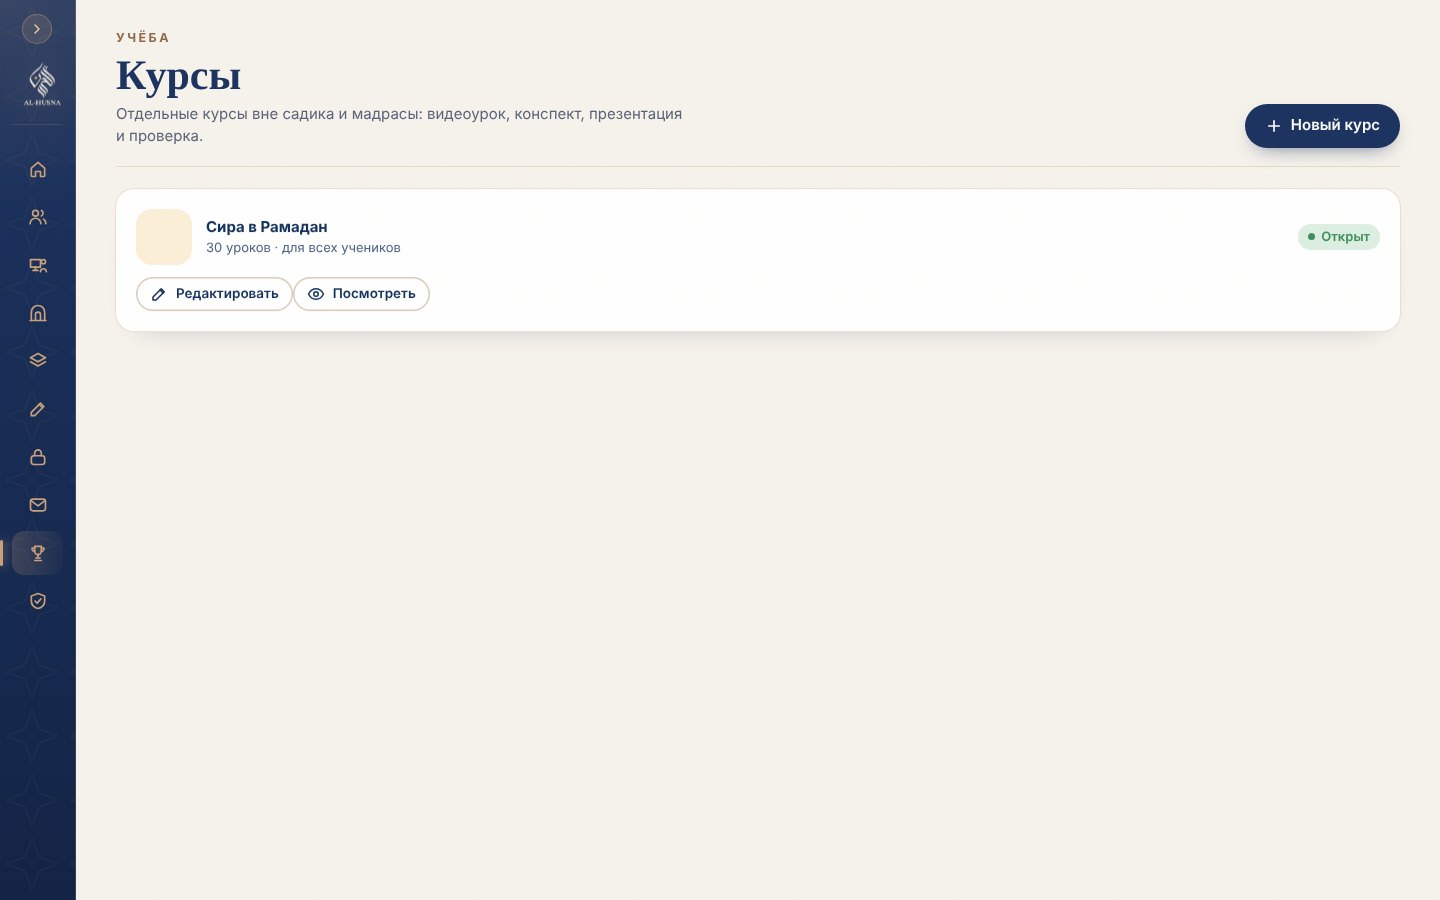 AL-HUSNA
УЧЁБА
Курсы
Отдельные курсы вне садика и мадрасы: видеоурок, конспект, презентация
и проверка.
Новый курс
Сира в Рамадан
30 уроков · для всех учеников
Открыт
Редактировать
Посмотреть